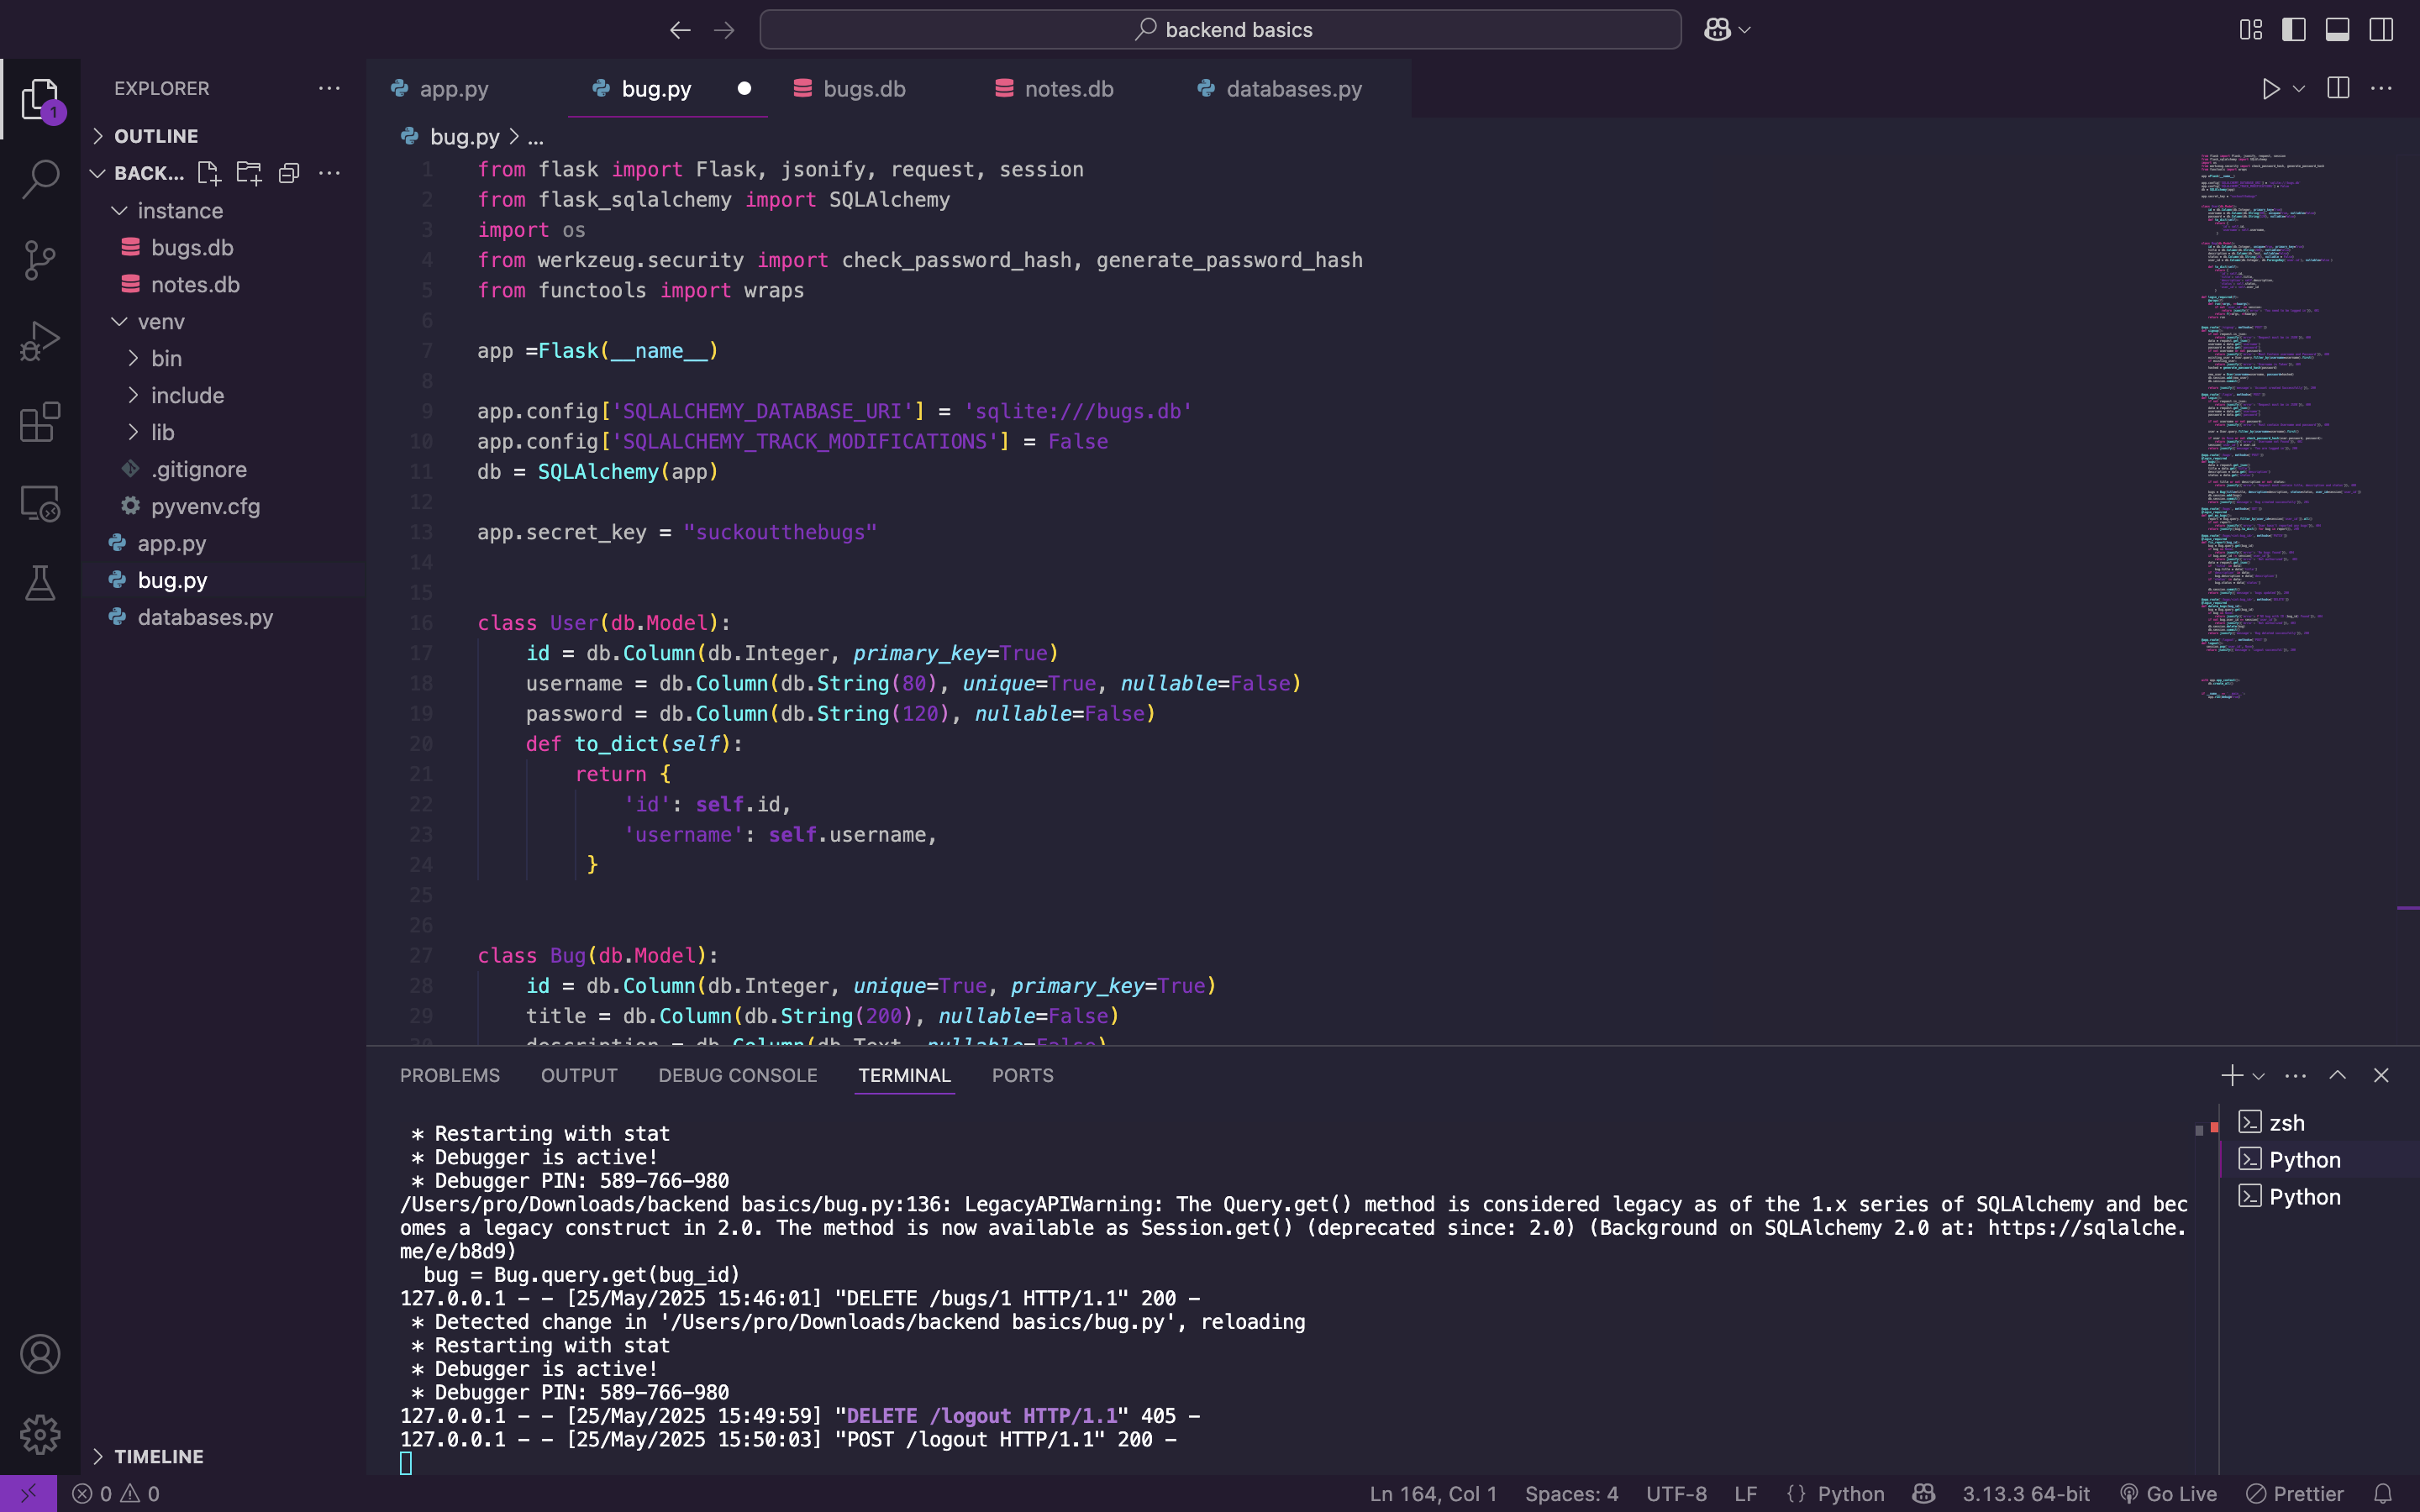 backend basics
EXPLORER
OUTLINE
BACK...
instance
bugs.db
notes.db
venv
bin
include
lib
.gitignore
pyvenv.cfg
app.py
bug.py
databases.py
TIMELINE
1
app.py
bug.py
bugs.db
notes.db
databases.py
bug.py > ...
1 from flask import Flask, jsonify, request, session
2 from flask_sqlalchemy import SQLAlchemy
3 import os
4 from werkzeug.security import check_password_hash, generate_password_hash
5 from functools import wraps
6
7 app =Flask(__name__)
8
9 app.config['SQLALCHEMY_DATABASE_URI'] = 'sqlite:///bugs.db'
10 app.config['SQLALCHEMY_TRACK_MODIFICATIONS'] = False
11 db = SQLAlchemy(app)
12
13 app.secret_key = "suckoutthebugs"
14
15
16 class User(db.Model):
17 id = db.Column(db.Integer, primary_key=True)
18 username = db.Column(db.String(80), unique=True, nullable=False)
19 password = db.Column(db.String(120), nullable=False)
20 def to_dict(self):
21 return {
22 'id': self.id,
23 'username': self.username,
24 }
25
26
27 class Bug(db.Model):
28 id = db.Column(db.Integer, unique=True, primary_key=True)
29 title = db.Column(db.String(200), nullable=False)
30 description = db.Column(db.Text, nullable=False)
PROBLEMS OUTPUT DEBUG CONSOLE TERMINAL PORTS
* Restarting with stat
* Debugger is active!
* Debugger PIN: 589-766-980
/Users/pro/Downloads/backend basics/bug.py:136: LegacyAPIWarning: The Query.get() method is considered legacy as of the 1.x series of SQLAlchemy and bec
omes a legacy construct in 2.0. The method is now available as Session.get() (deprecated since: 2.0) (Background on SQLAlchemy 2.0 at: https://sqlalche.
me/e/b8d9)
bug = Bug.query.get(bug_id)
127.0.0.1 - - [25/May/2025 15:46:01] "DELETE /bugs/1 HTTP/1.1" 200 -
* Detected change in '/Users/pro/Downloads/backend basics/bug.py', reloading
* Restarting with stat
* Debugger is active!
* Debugger PIN: 589-766-980
127.0.0.1 - - [25/May/2025 15:49:59] "DELETE /logout HTTP/1.1" 405 -
127.0.0.1 - - [25/May/2025 15:50:03] "POST /logout HTTP/1.1" 200 -
zsh
Python
Python
0 0
Ln 164, Col 1 Spaces: 4 UTF-8 LF {} Python 3.13.3 64-bit Go Live Prettier